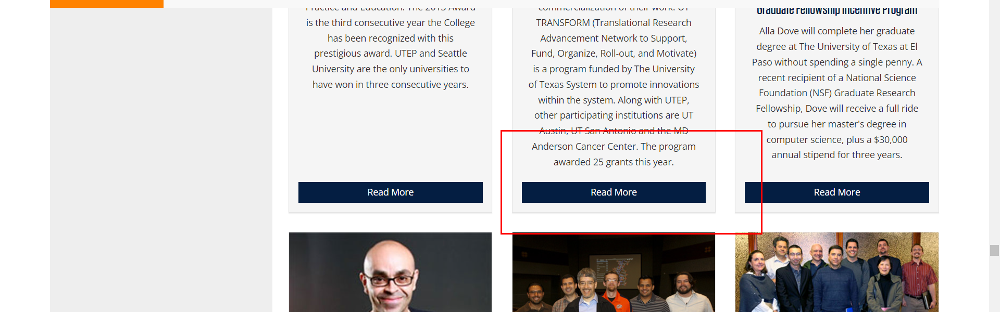 Practice and Education. The 2015 Award
is the third consecutive year the College
has been recognized with this
prestigious award. UTEP and Seattle
University are the only universities to
have won in three consecutive years.
Read More
commercialization of their work. UT
TRANSFORM (Translational Research
Advancement Network to Support,
Fund, Organize, Roll-out, and Motivate)
is a program funded by The University
of Texas System to promote innovations
within the system. Along with UTEP,
other participating institutions are UT
Austin, UT San Antonio and the MD
Anderson Cancer Center. The program
awarded 25 grants this year.
Read More
Graduate Fellowship Incentive Program
Alla Dove will complete her graduate
degree at The University of Texas at El
Paso without spending a single penny. A
recent recipient of a National Science
Foundation (NSF) Graduate Research
Fellowship, Dove will receive a full ride
to pursue her master's degree in
computer science, plus a $30,000
annual stipend for three years.
Read More